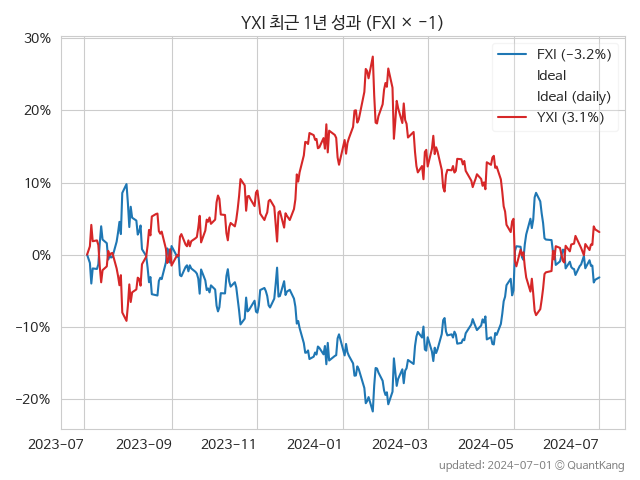 YXI 최근 1년 성과 (FXI × -1)
30%
20%
10%
0%
-10%
-20%
FXI (-3.2%)
Ideal
Ideal (daily)
YXI (3.1%)
2023-07 2023-09 2023-11 2024-01 2024-03 2024-05 2024-07
updated: 2024-07-01 © QuantKang